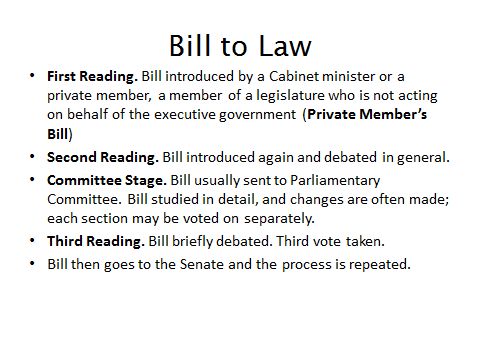 Bill to Law
• First Reading. Bill introduced by a Cabinet minister or a
private member, a member of a legislature who is not acting
on behalf of the executive government (Private Member's
Bill)
• Second Reading. Bill introduced again and debated in general.
• Committee Stage. Bill usually sent to Parliamentary
Committee. Bill studied in detail, and changes are often made;
each section may be voted on separately.
• Third Reading. Bill briefly debated. Third vote taken.
• Bill then goes to the Senate and the process is repeated.